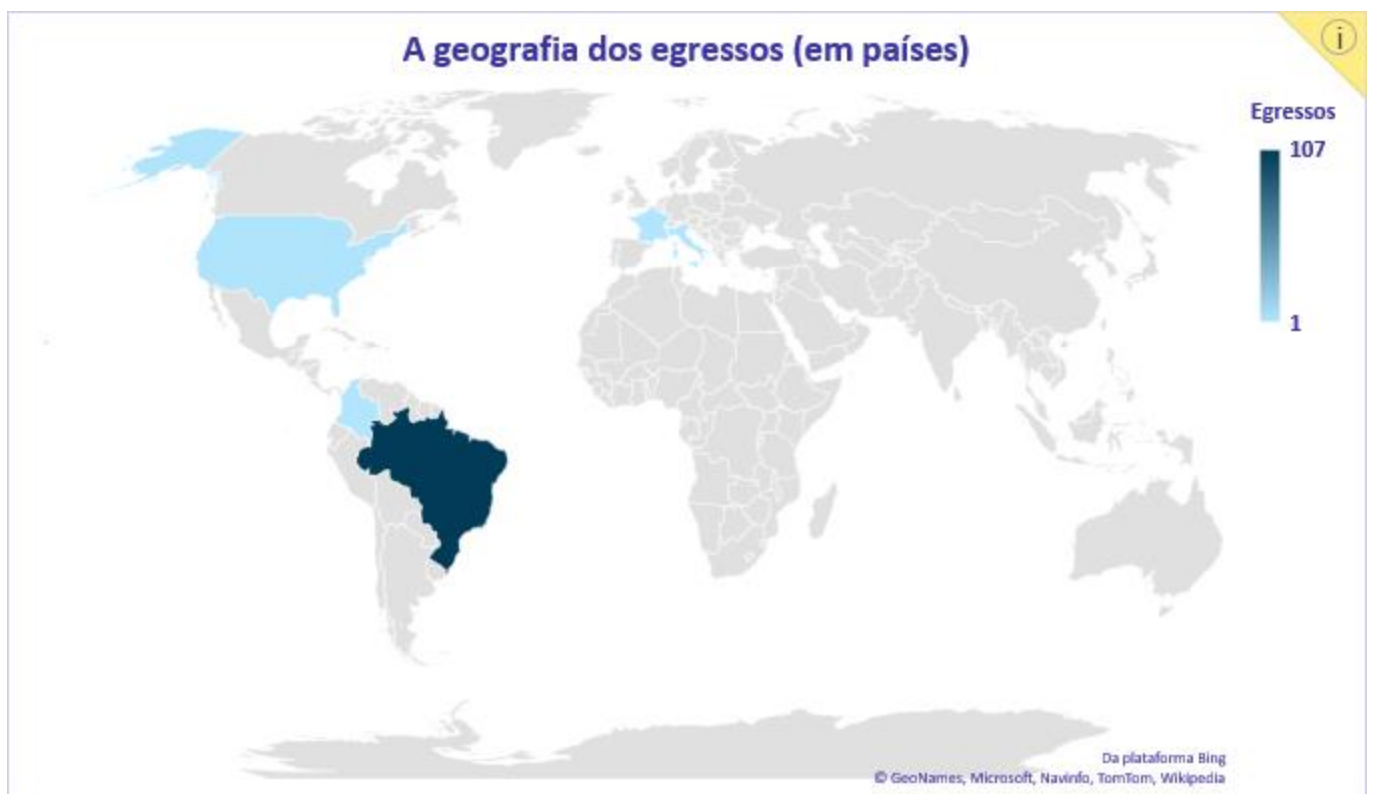 A geografia dos egressos (em países)
i
Egressos
107
1
Da plataforma Bing
© GeoNames, Microsoft, Navinfo, TomTom, Wikipedia